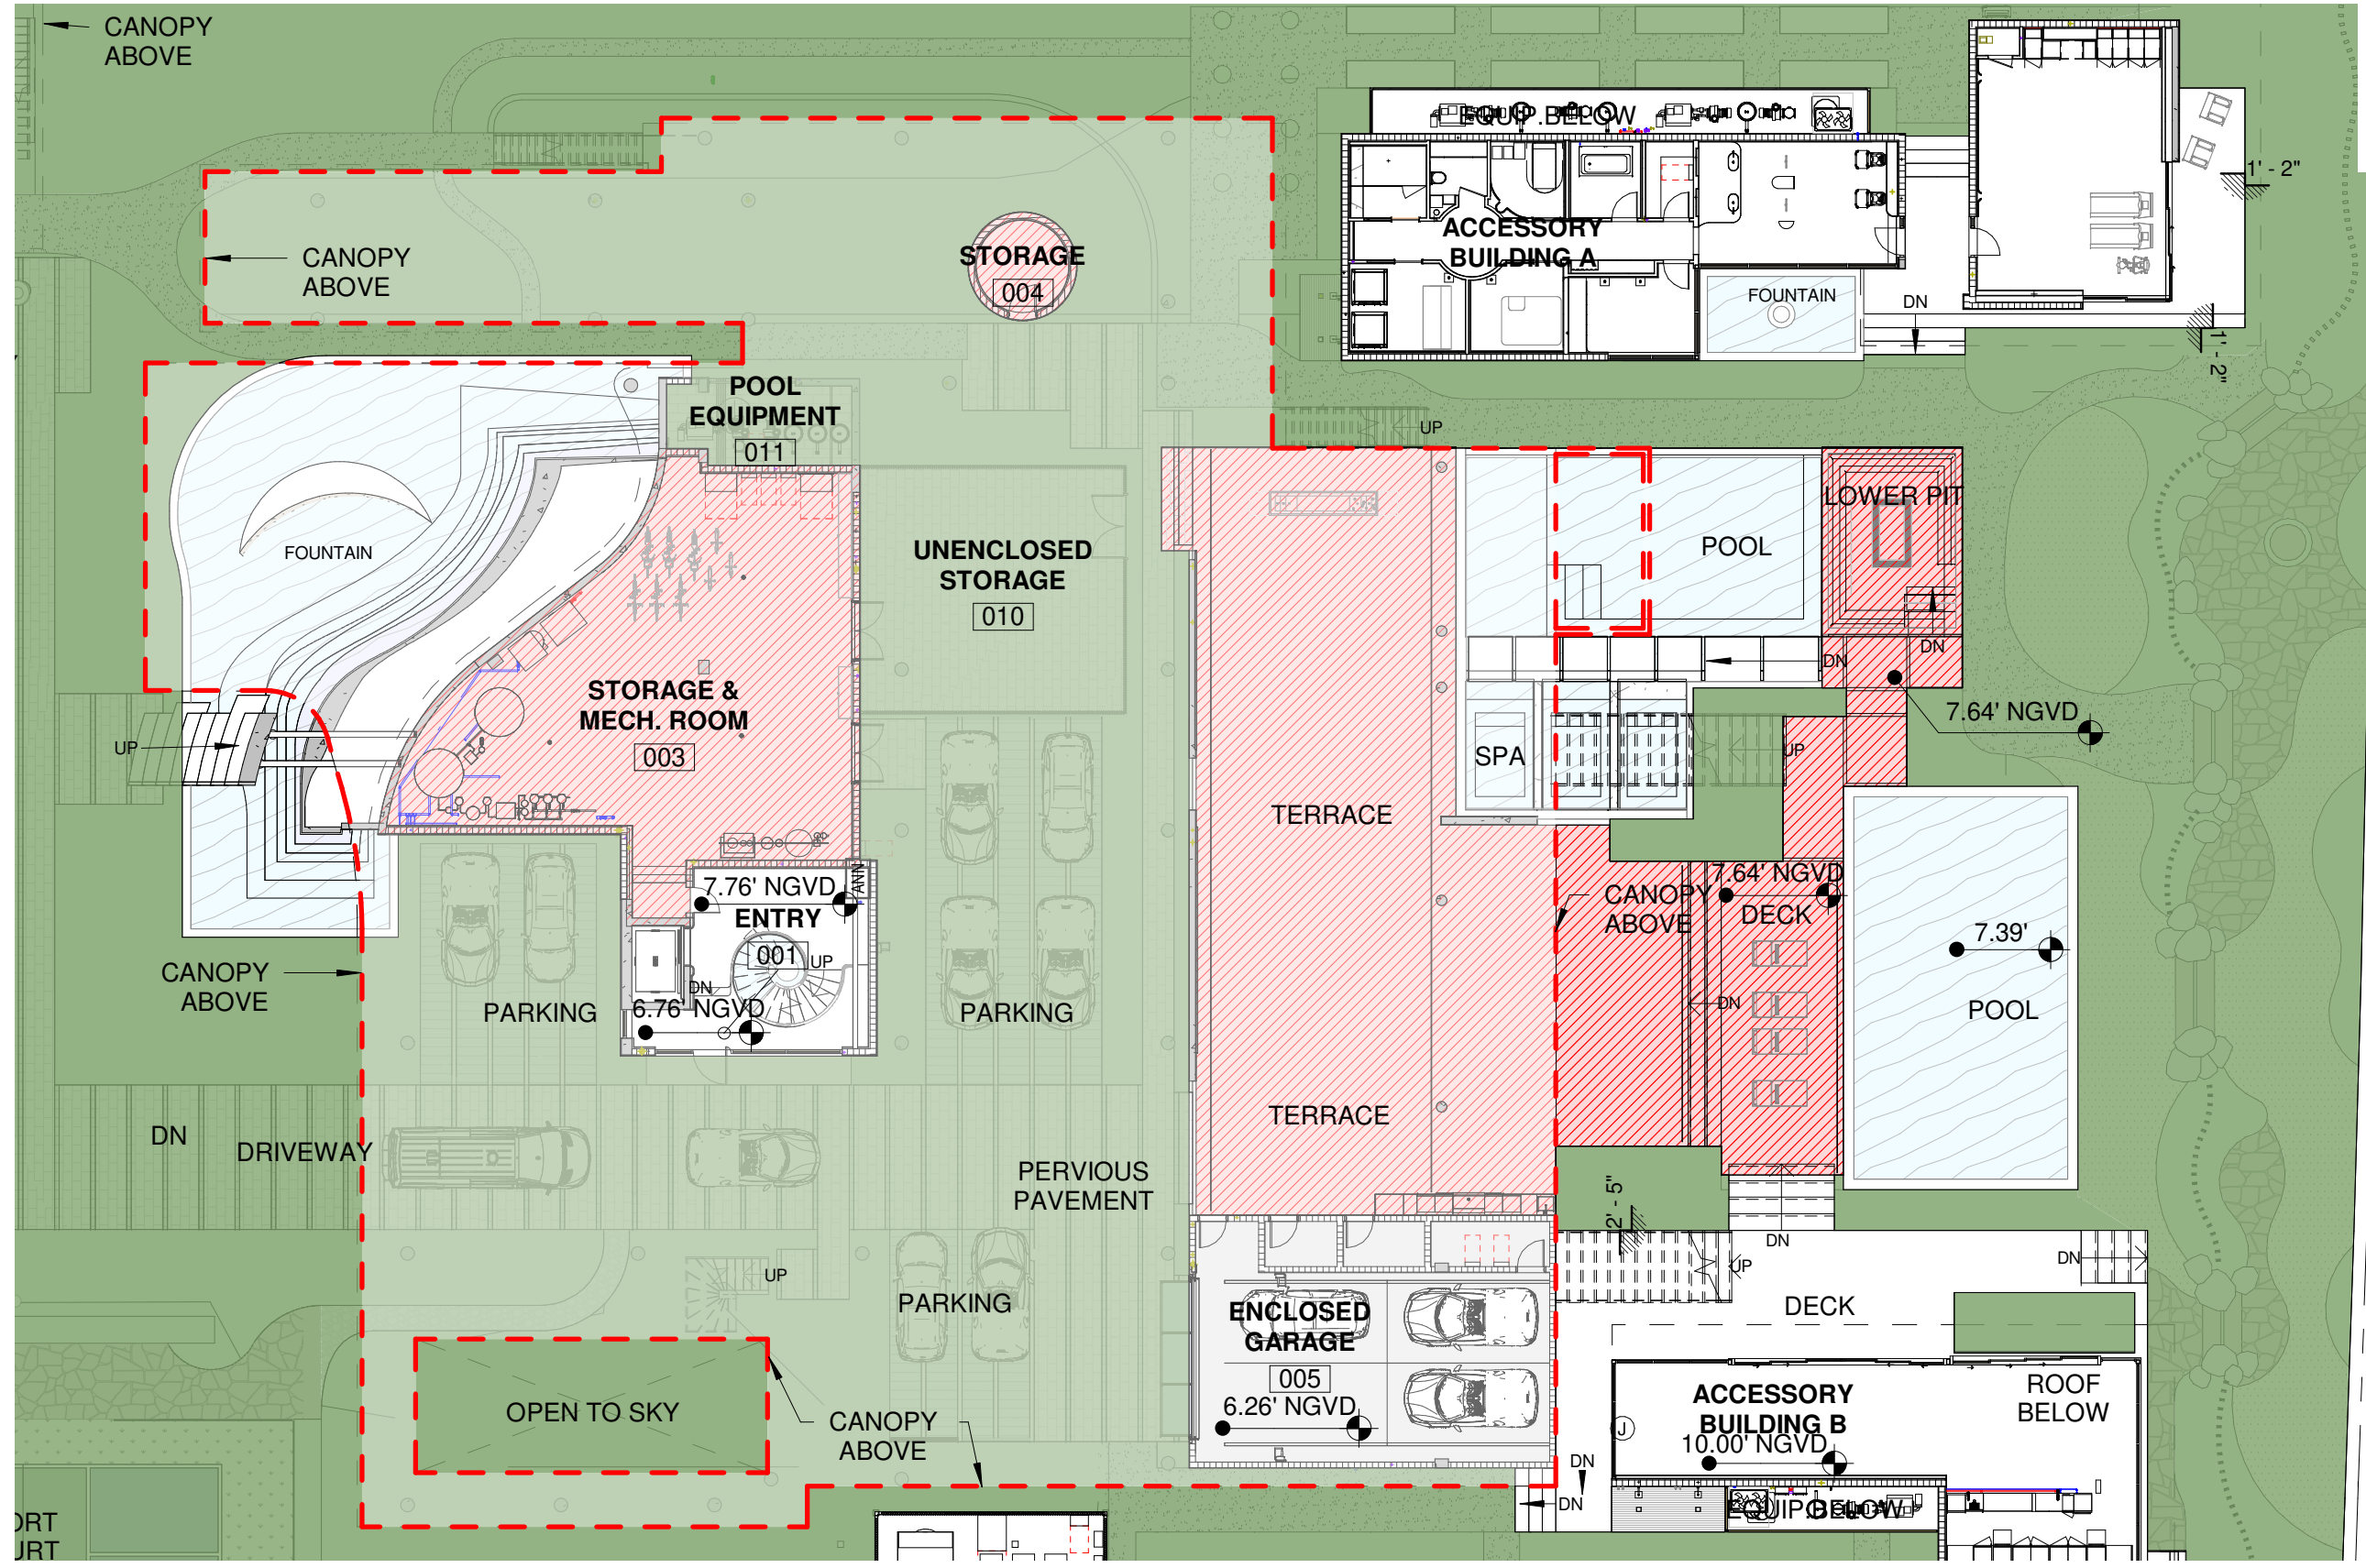 CANOPY
ABOVE
EQUIP.BELOW
1' - 2"
CANOPY
ABOVE
STORAGE
004
ACCESSORY
BUILDING A
FOUNTAIN
DN
1' - 2"
POOL
EQUIPMENT
011
UP
LOWER PIT
FOUNTAIN
UNENCLOSED
STORAGE
010
POOL
STORAGE &
MECH. ROOM
003
DN
DN
7.64' NGVD
UP
SPA
UP
TERRACE
7.76' NGVD
ANN
ENTRY
001
UP
DN
6.76' NGVD
CANOPY
ABOVE
7.64' NGVD
DECK
7.39'
POOL
CANOPY
ABOVE
PARKING
PARKING
DN
DN
DRIVEWAY
TERRACE
PERVIOUS
PAVEMENT
2' - 5"
DN
DN
UP
UP
PARKING
DECK
ENCLOSED
GARAGE
005
6.26' NGVD
OPEN TO SKY
CANOPY
ABOVE
ACCESSORY
BUILDING B
10.00' NGVD
ROOF
BELOW
J
DN
DN
EQUIP.BELOW
ORT
URT